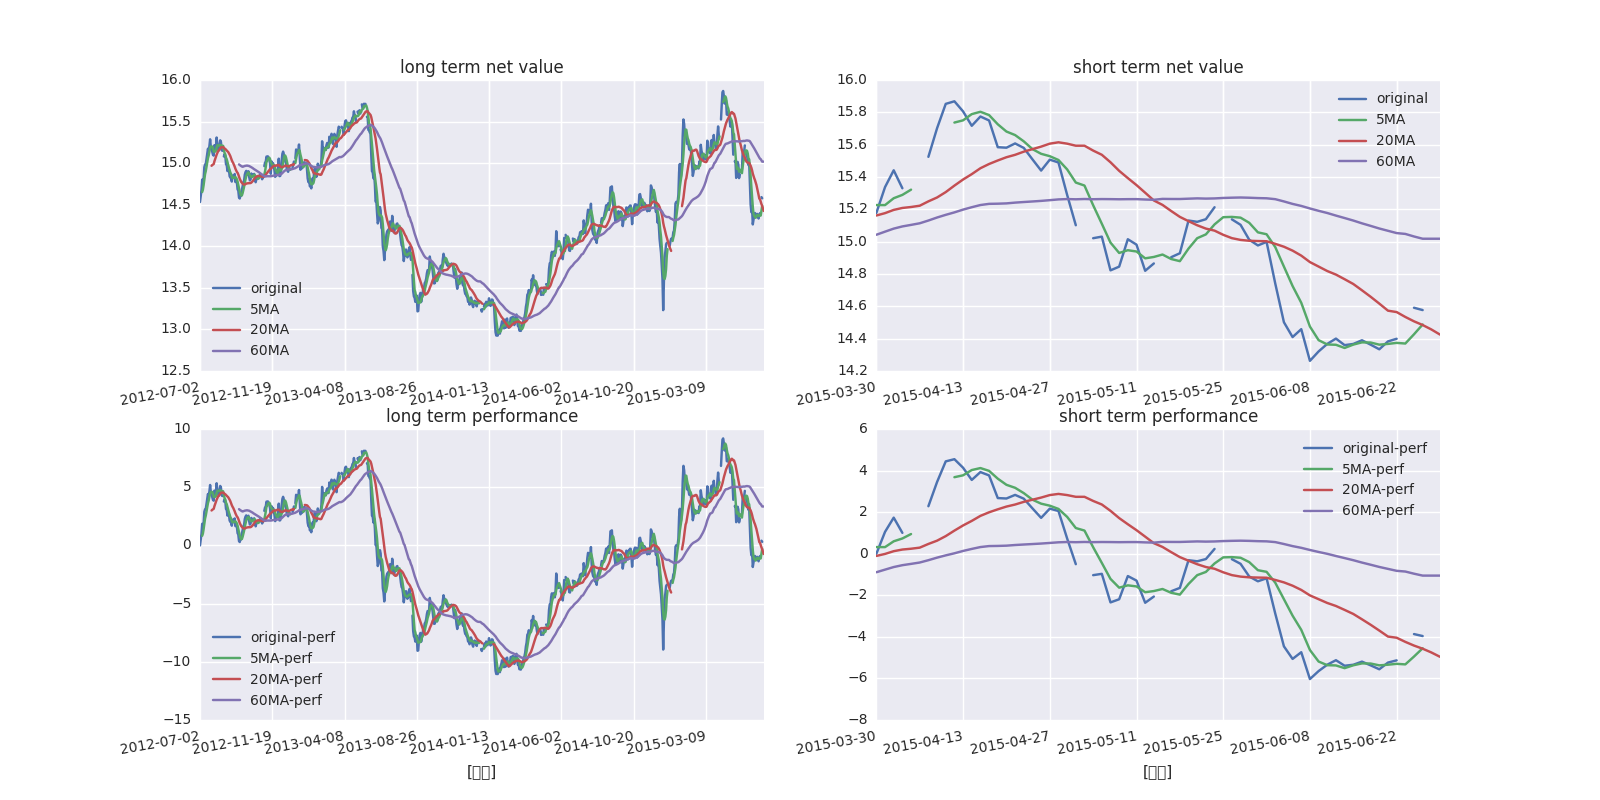 long term net value
16.0
15.5
15.0
14.5
14.0
13.5
13.0
12.5
original
5MA
20MA
60MA
2012-07-02 2012-11-19 2013-04-08 2013-08-26 2014-01-13 2014-06-02 2014-10-20 2015-03-09
short term net value
16.0
15.8
15.6
15.4
15.2
15.0
14.8
14.6
14.4
14.2
original
5MA
20MA
60MA
2015-03-30 2015-04-13 2015-04-27 2015-05-11 2015-05-25 2015-06-08 2015-06-22
long term performance
10
5
0
−5
−10
−15
original-perf
5MA-perf
20MA-perf
60MA-perf
2012-07-02 2012-11-19 2013-04-08 2013-08-26 2014-01-13 2014-06-02 2014-10-20 2015-03-09
[▯▯]
short term performance
6
4
2
0
−2
−4
−6
−8
original-perf
5MA-perf
20MA-perf
60MA-perf
2015-03-30 2015-04-13 2015-04-27 2015-05-11 2015-05-25 2015-06-08 2015-06-22
[▯▯]